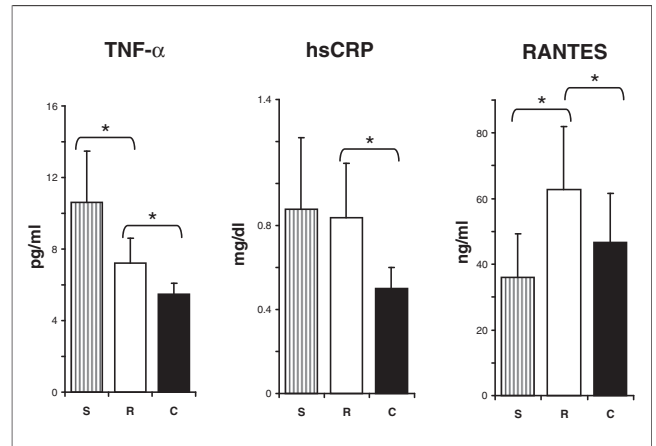 TNF-α
hsCRP
RANTES
pg/ml
16
12
8
4
0
*
*
S R C
mg/dl
1.4
0.8
0.4
0
*
S R C
ng/ml
80
60
40
20
0
*
*
S R C